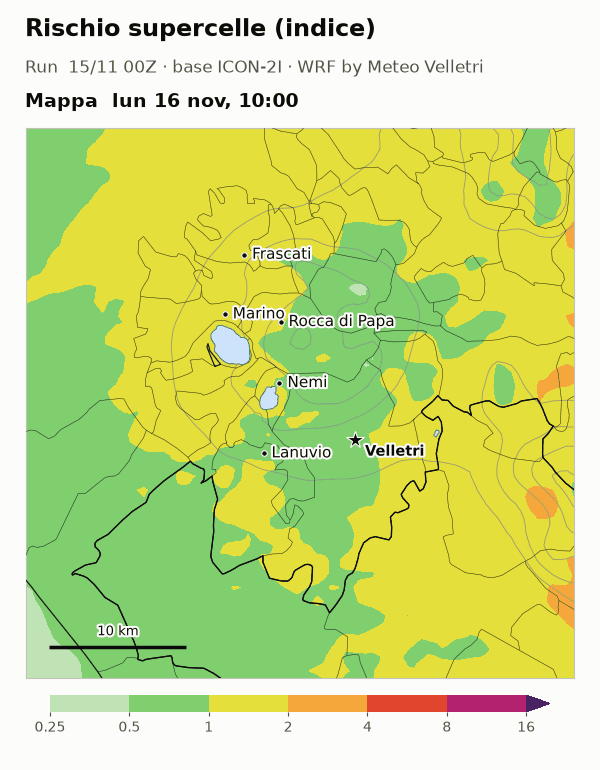 Rischio supercelle (indice)
Run 15/11 00Z · base ICON-2I · WRF by Meteo Velletri
Mappa lun 16 nov, 10:00
Frascati
Marino
Rocca di Papa
Nemi
Velletri
Lanuvio
10 km
0.25 0.5 1 2 4 8 16